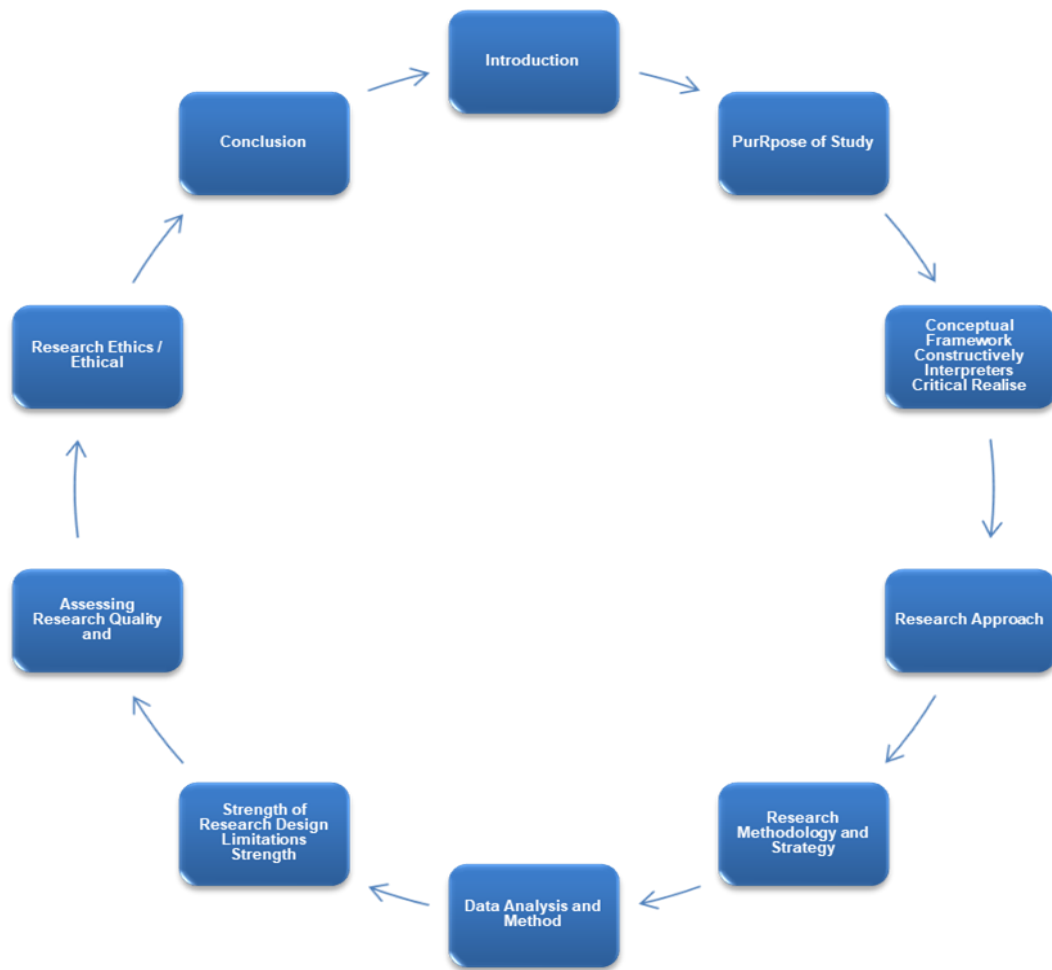 Introduction
PurRpose of Study
Conceptual
Framework
Constructively
Interpreters
Critical Realise
Research Approach
Research
Methodology and
Strategy
Data Analysis and
Method
Strength of
Research Design
Limitations
Strength
Assessing
Research Quality
and
Research Ethics /
Ethical
Conclusion